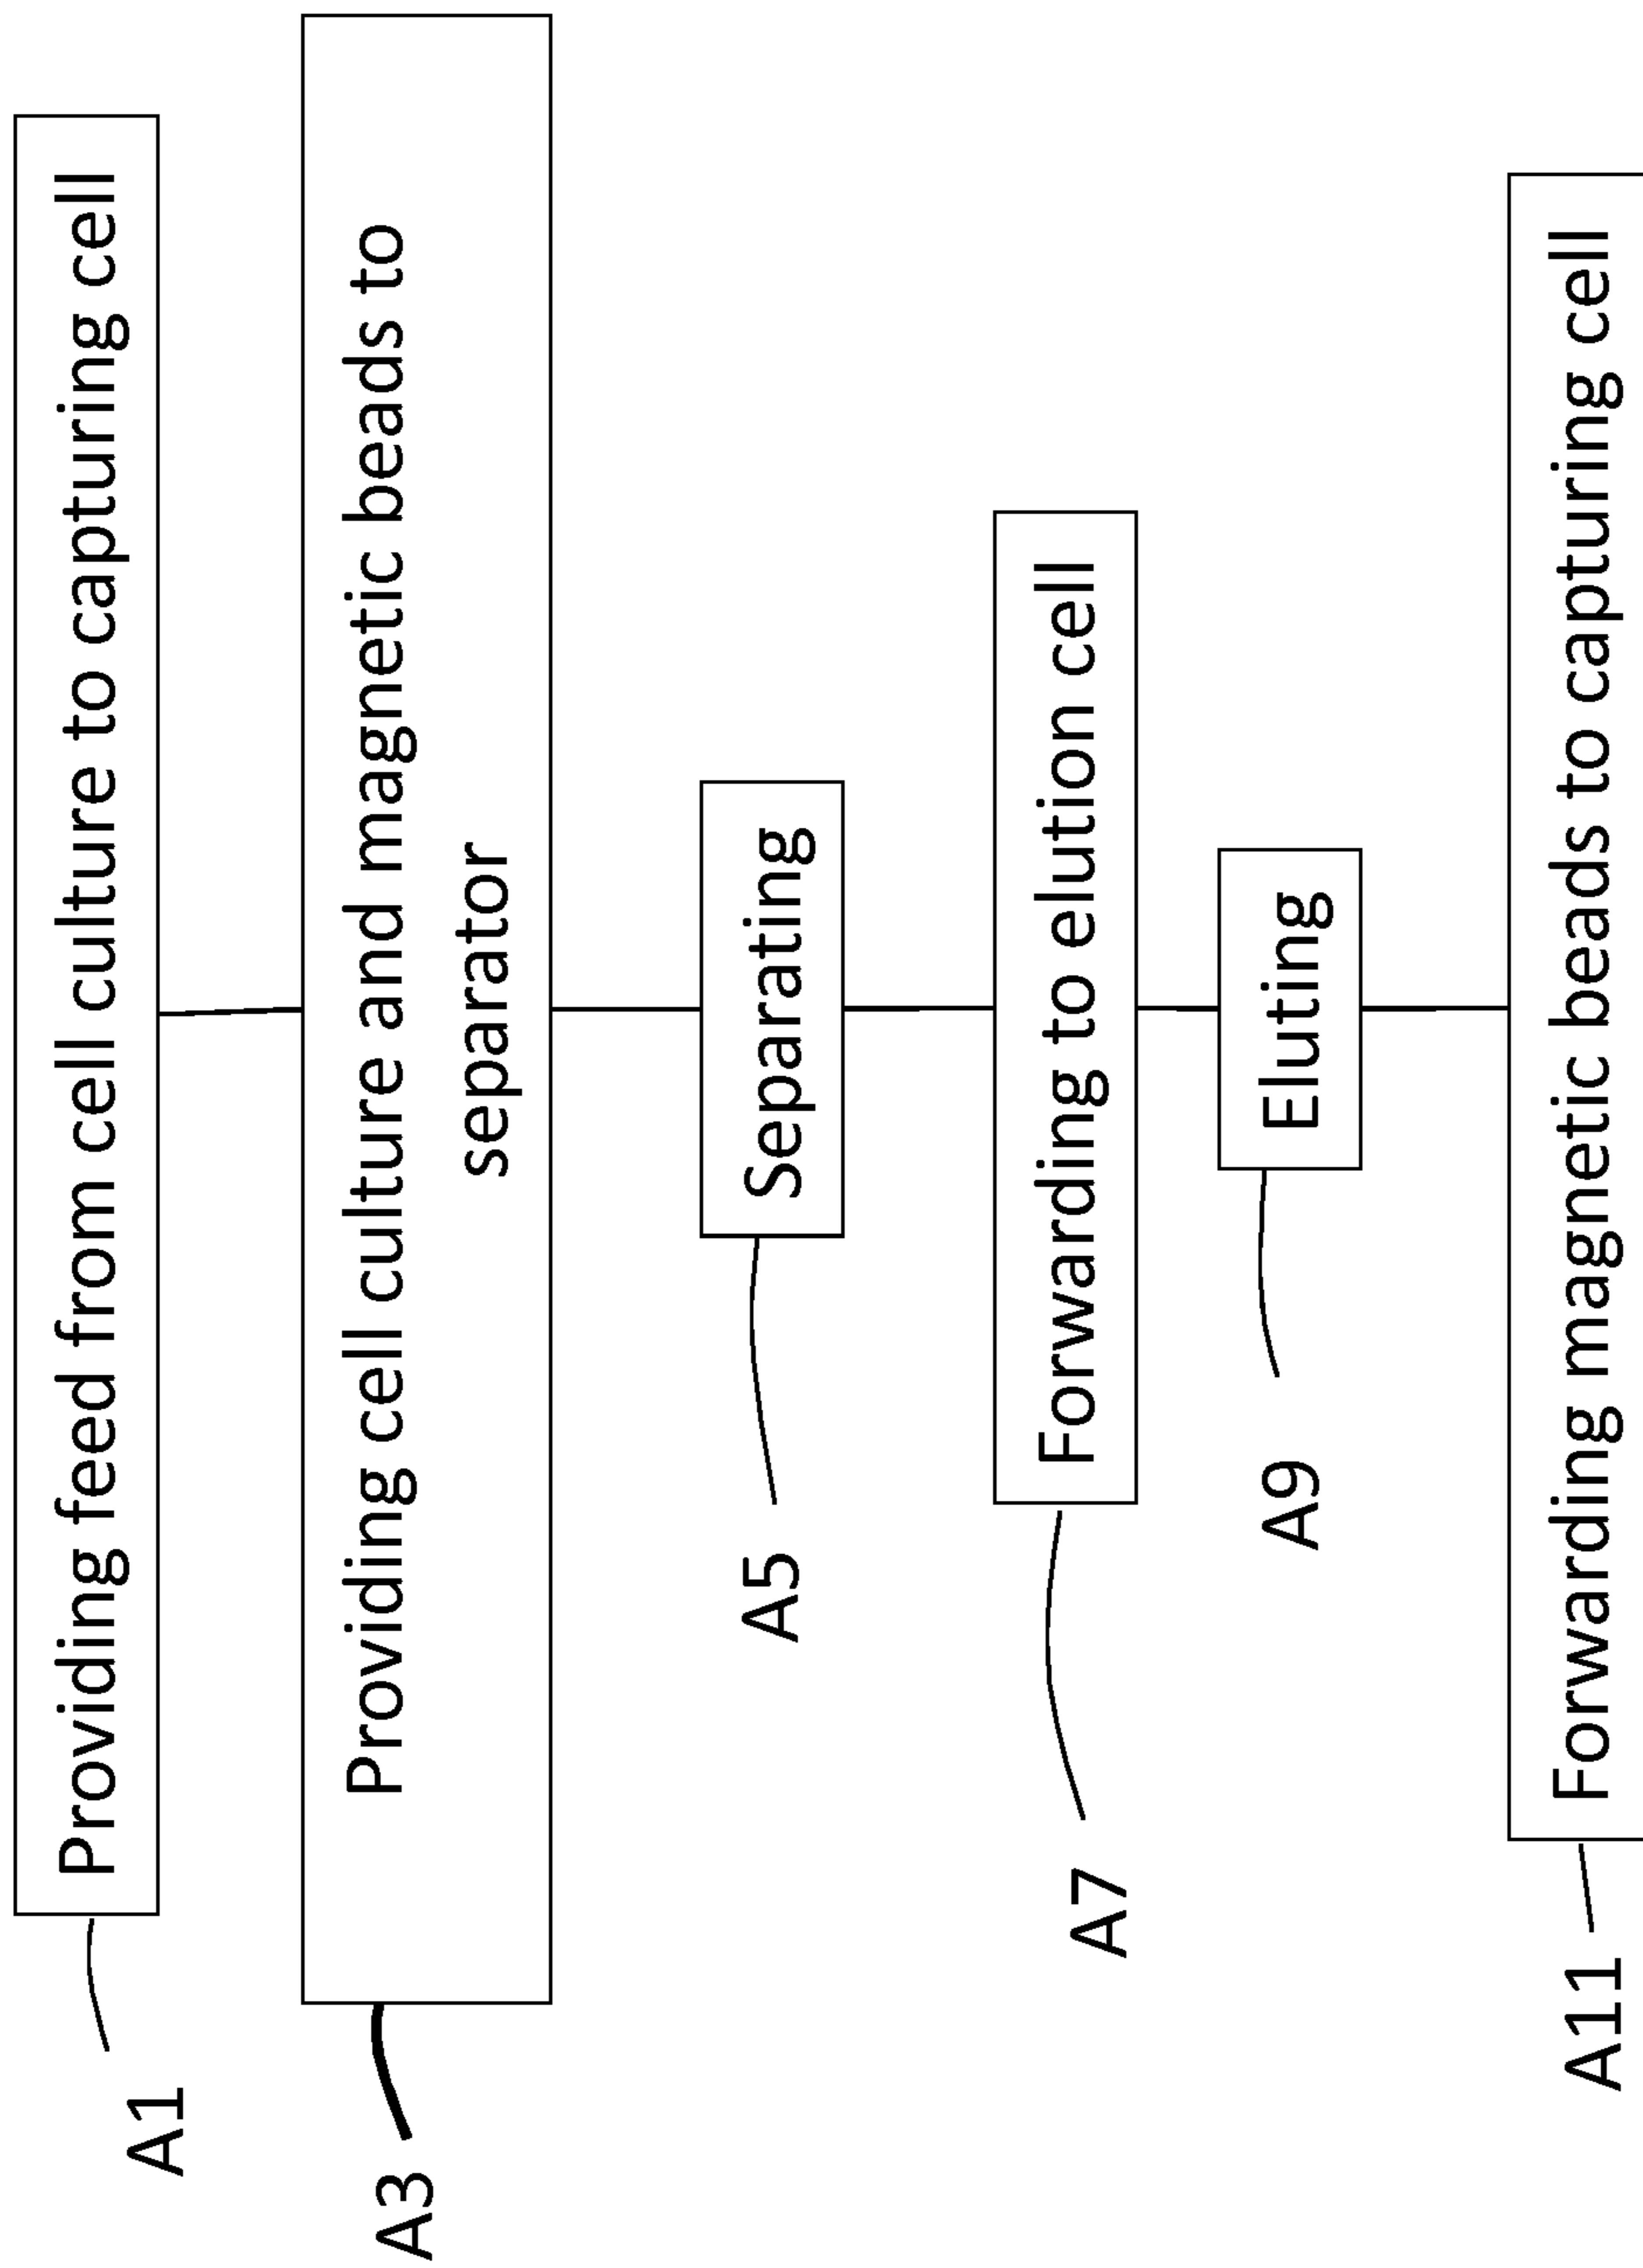 Providing feed from cell culture to capturing cell
A1
Providing cell culture and magnetic beads to
separator
A3
Separating
A5
Forwarding to elution cell
A7
Eluting
A9
Forwarding magnetic beads to capturing cell
A11